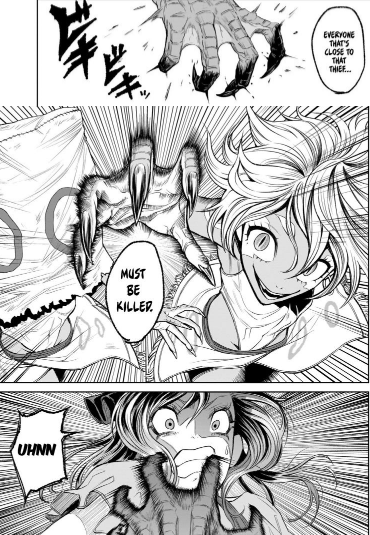 EVERYONE
THAT'S
CLOSE TO
THAT
THIEF...
MUST
BE
KILLED.
UHNN